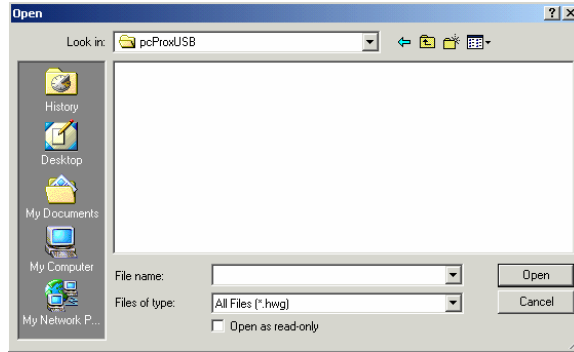 Open
Look in:
pcProxUSB
History
Desktop
My Documents
My Computer
My Network P...
File name:
Open
Files of type:
All Files (*.hwg)
Cancel
Open as read-only